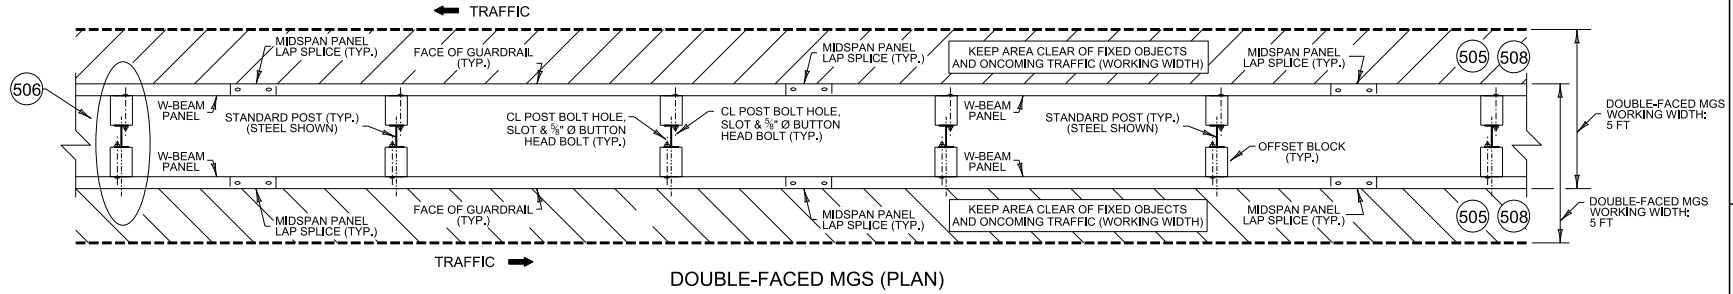 TRAFFIC
MIDSPAN PANEL
LAP SPLICE (TYP.)
FACE OF GUARDRAIL
(TYP.)
MIDSPAN PANEL
LAP SPLICE (TYP.)
KEEP AREA CLEAR OF FIXED OBJECTS
AND ONCOMING TRAFFIC (WORKING WIDTH)
MIDSPAN PANEL
LAP SPLICE (TYP.)
505
508
506
W-BEAM
PANEL
STANDARD POST (TYP.)
(STEEL SHOWN)
CL POST BOLT HOLE,
SLOT & ⅝" Ø BUTTON
HEAD BOLT (TYP.)
CL POST BOLT HOLE,
SLOT & ⅝" Ø BUTTON
HEAD BOLT (TYP.)
W-BEAM
PANEL
STANDARD POST (TYP.)
(STEEL SHOWN)
DOUBLE-FACED MGS
WORKING WIDTH:
5 FT
W-BEAM
PANEL
W-BEAM
PANEL
OFFSET BLOCK
(TYP.)
MIDSPAN PANEL
LAP SPLICE (TYP.)
FACE OF GUARDRAIL
(TYP.)
MIDSPAN PANEL
LAP SPLICE (TYP.)
KEEP AREA CLEAR OF FIXED OBJECTS
AND ONCOMING TRAFFIC (WORKING WIDTH)
MIDSPAN PANEL
LAP SPLICE (TYP.)
505
508
DOUBLE-FACED MGS
WORKING WIDTH:
5 FT
TRAFFIC
DOUBLE-FACED MGS (PLAN)